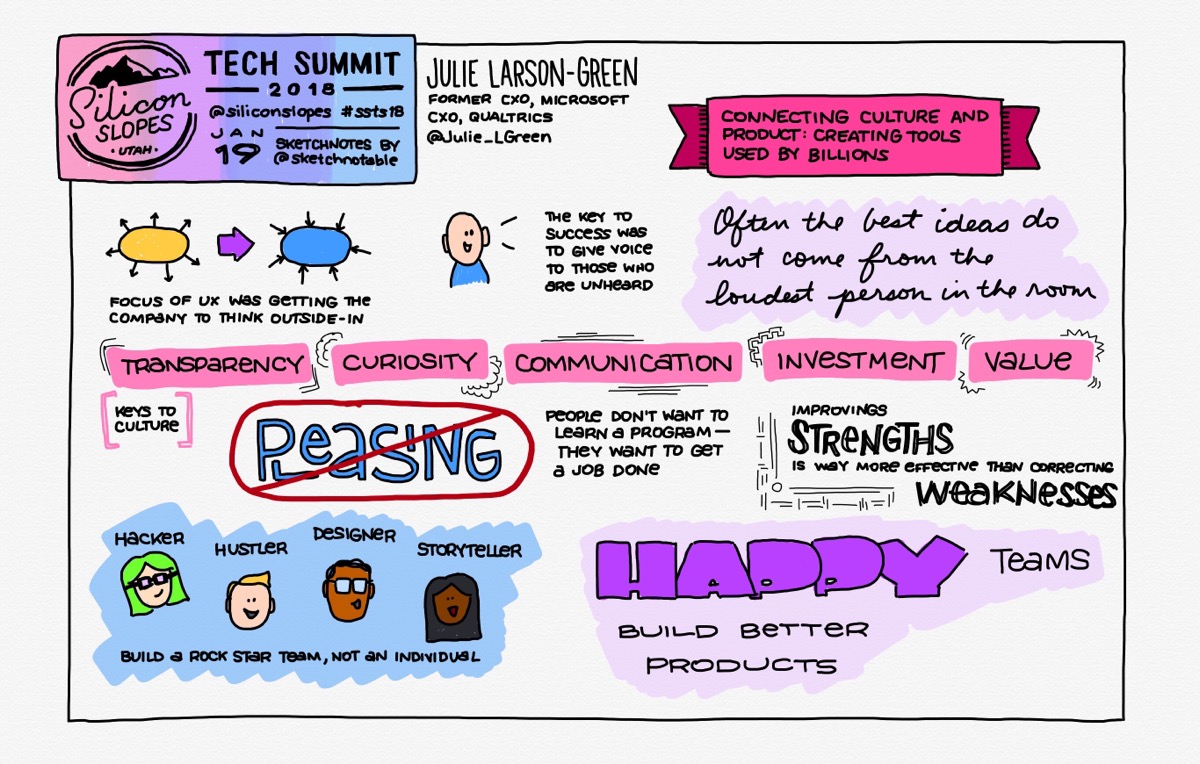 Silicon
SLOPES
• UTAH •
TECH SUMMIT
2018
@siliconslopes #ssts18
JAN
19
SKETCHNOTES BY
@sketchnotable
JULIE LARSON-GREEN
FORMER CXO, MICROSOFT
CXO, QUALTRICS
@Julie_LGreen
CONNECTING CULTURE AND
PRODUCT: CREATING TOOLS
USED BY BILLIONS
FOCUS OF UX WAS GETTING THE
COMPANY TO THINK OUTSIDE-IN
THE KEY TO
SUCCESS WAS
TO GIVE VOICE
TO THOSE WHO
ARE UNHEARD
Often the best ideas do
not come from the
loudest person in the room
TRANSPARENCY
CURIOSITY
COMMUNICATION
INVESTMENT
VALUE
KEYS TO
CULTURE
PLEASING
PEOPLE DON'T WANT TO
LEARN A PROGRAM—
THEY WANT TO GET
A JOB DONE
IMPROVINGS
STRENGTHS
IS WAY MORE EFFECTIVE THAN CORRECTING
WEAKNESSES
HACKER
HUSTLER
DESIGNER
STORYTELLER
BUILD A ROCK STAR TEAM, NOT AN INDIVIDUAL
HAPPY TEAMS
BUILD BETTER
PRODUCTS